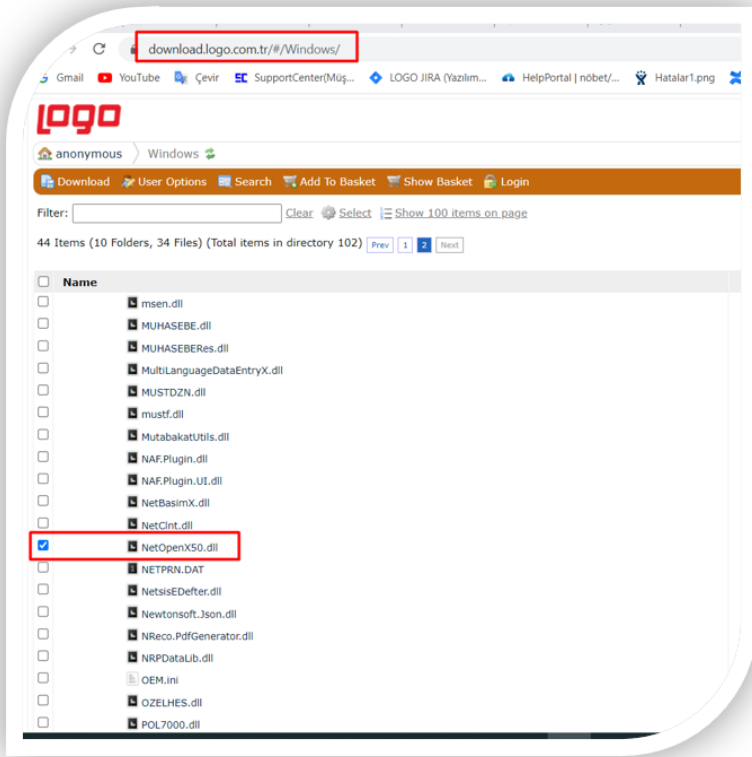 download.logo.com.tr/#/Windows/
Gmail YouTube Çevir SC SupportCenter(Müş... LOGO JIRA (Yazılım... HelpPortal | nöbet/... Hatalar1.png
LOGO
anonymous Windows
Download User Options Search Add To Basket Show Basket Login
Filter: Clear Select Show 100 items on page
44 Items (10 Folders, 34 Files) (Total items in directory 102) Prev 1 2 Next
Name
msen.dll
MUHASEBE.dll
MUHASEBERes.dll
MultiLanguageDataEntryX.dll
MUSTDZN.dll
mustf.dll
MutabakatUtils.dll
NAF.Plugin.dll
NAF.Plugin.UI.dll
NetBasimX.dll
NetClnt.dll
NetOpenX50.dll
NETPRN.DAT
NetsisEDefter.dll
Newtonsoft.Json.dll
NReco.PdfGenerator.dll
NRPDataLib.dll
OEM.ini
OZELHES.dll
POL7000.dll